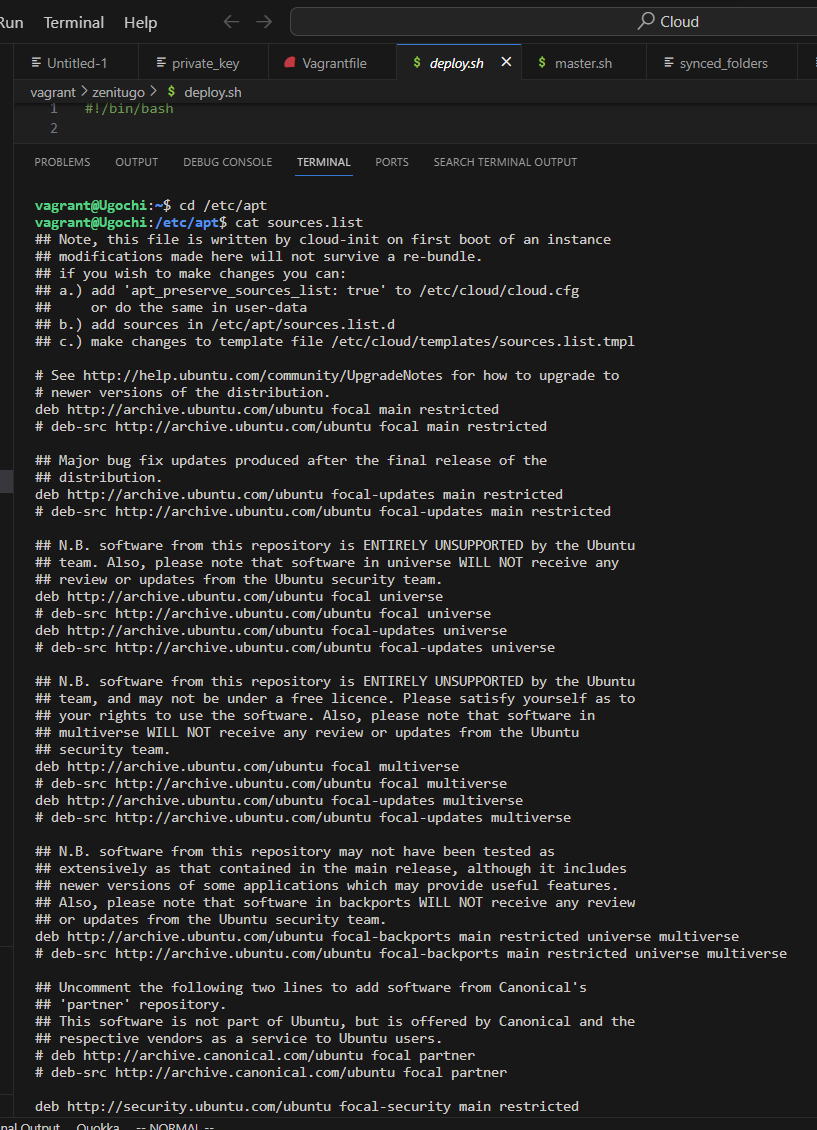 Run Terminal Help
Cloud
Untitled-1 private_key Vagrantfile $ deploy.sh $ master.sh synced_folders
vagrant > zenitugo > $ deploy.sh
1 #!/bin/bash
2
PROBLEMS OUTPUT DEBUG CONSOLE TERMINAL PORTS SEARCH TERMINAL OUTPUT
vagrant@Ugochi:~$ cd /etc/apt
vagrant@Ugochi:/etc/apt$ cat sources.list
## Note, this file is written by cloud-init on first boot of an instance
## modifications made here will not survive a re-bundle.
## if you wish to make changes you can:
## a.) add 'apt_preserve_sources_list: true' to /etc/cloud/cloud.cfg
##     or do the same in user-data
## b.) add sources in /etc/apt/sources.list.d
## c.) make changes to template file /etc/cloud/templates/sources.list.tmpl
# See http://help.ubuntu.com/community/UpgradeNotes for how to upgrade to
# newer versions of the distribution.
deb http://archive.ubuntu.com/ubuntu focal main restricted
# deb-src http://archive.ubuntu.com/ubuntu focal main restricted
## Major bug fix updates produced after the final release of the
## distribution.
deb http://archive.ubuntu.com/ubuntu focal-updates main restricted
# deb-src http://archive.ubuntu.com/ubuntu focal-updates main restricted
## N.B. software from this repository is ENTIRELY UNSUPPORTED by the Ubuntu
## team. Also, please note that software in universe WILL NOT receive any
## review or updates from the Ubuntu security team.
deb http://archive.ubuntu.com/ubuntu focal universe
# deb-src http://archive.ubuntu.com/ubuntu focal universe
deb http://archive.ubuntu.com/ubuntu focal-updates universe
# deb-src http://archive.ubuntu.com/ubuntu focal-updates universe
## N.B. software from this repository is ENTIRELY UNSUPPORTED by the Ubuntu
## team, and may not be under a free licence. Please satisfy yourself as to
## your rights to use the software. Also, please note that software in
## multiverse WILL NOT receive any review or updates from the Ubuntu
## security team.
deb http://archive.ubuntu.com/ubuntu focal multiverse
# deb-src http://archive.ubuntu.com/ubuntu focal multiverse
deb http://archive.ubuntu.com/ubuntu focal-updates multiverse
# deb-src http://archive.ubuntu.com/ubuntu focal-updates multiverse
## N.B. software from this repository may not have been tested as
## extensively as that contained in the main release, although it includes
## newer versions of some applications which may provide useful features.
## Also, please note that software in backports WILL NOT receive any review
## or updates from the Ubuntu security team.
deb http://archive.ubuntu.com/ubuntu focal-backports main restricted universe multiverse
# deb-src http://archive.ubuntu.com/ubuntu focal-backports main restricted universe multiverse
## Uncomment the following two lines to add software from Canonical's
## 'partner' repository.
## This software is not part of Ubuntu, but is offered by Canonical and the
## respective vendors as a service to Ubuntu users.
# deb http://archive.canonical.com/ubuntu focal partner
# deb-src http://archive.canonical.com/ubuntu focal partner
deb http://security.ubuntu.com/ubuntu focal-security main restricted
Output Quokka -- NORMAL --